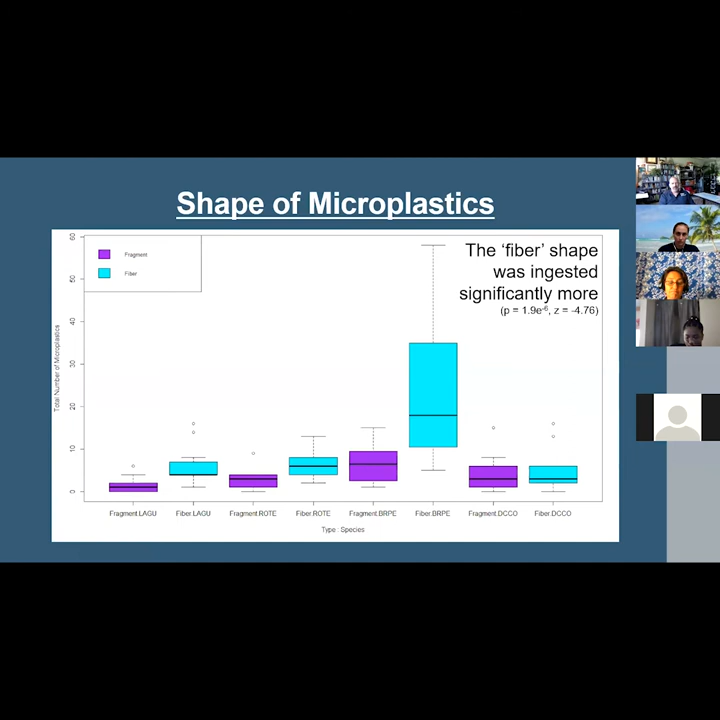 Shape of Microplastics
The ‘fiber’ shape
was ingested
significantly more
(p = 1.9e-6, z = -4.76)
Fragment
Fiber
Total Number of Microplastics
60
50
40
30
20
10
0
Fragment.LAGU Fiber.LAGU Fragment.ROTE Fiber.ROTE Fragment.BRPE Fiber.BRPE Fragment.DCCO Fiber.DCCO
Type : Species